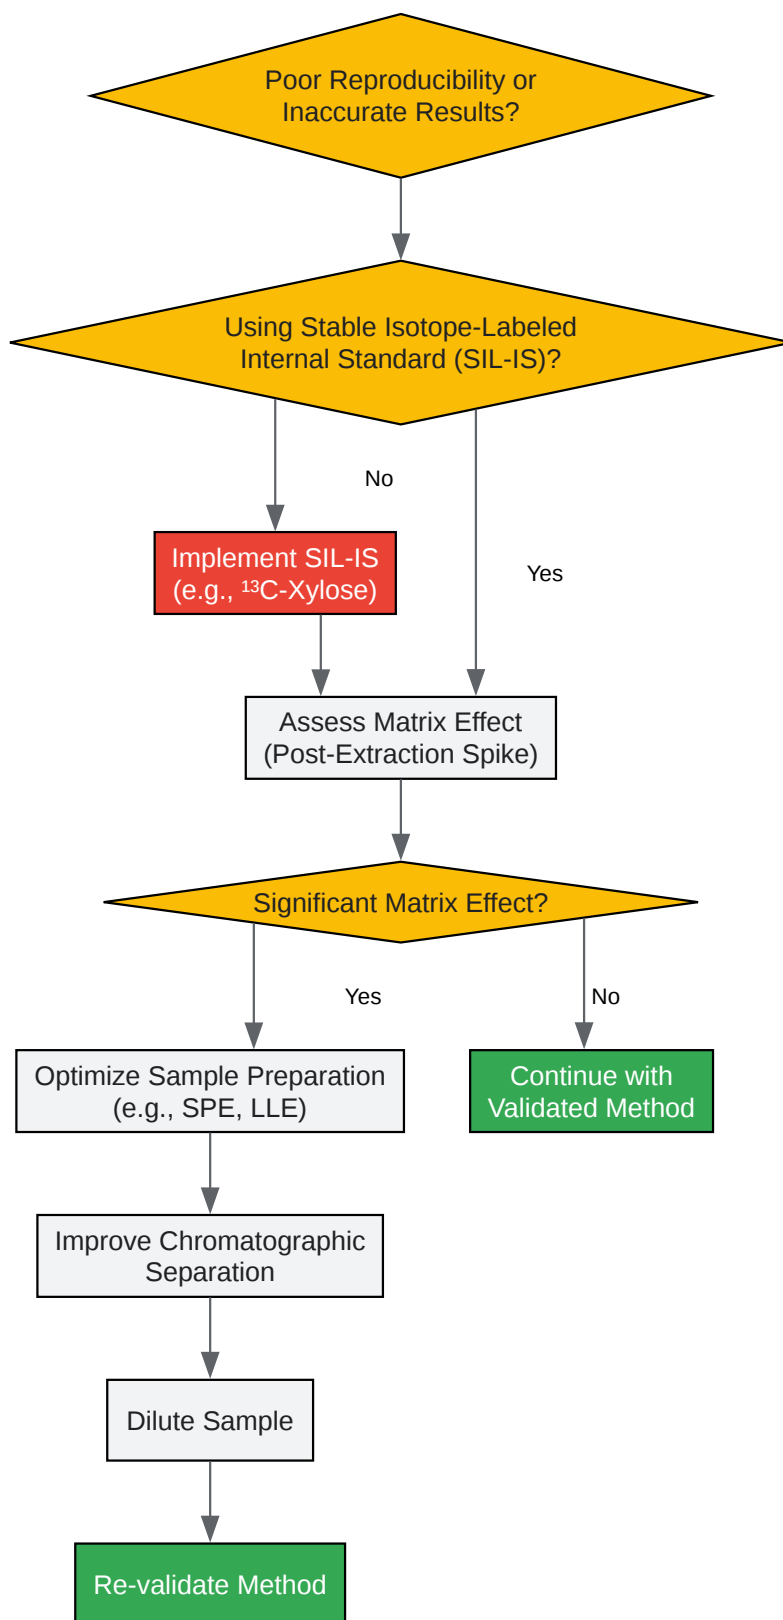 Poor Reproducibility or
Inaccurate Results?
Using Stable Isotope-Labeled
Internal Standard (SIL-IS)?
No
Implement SIL-IS
(e.g., ¹³C-Xylose)
Yes
Assess Matrix Effect
(Post-Extraction Spike)
Significant Matrix Effect?
Yes
No
Optimize Sample Preparation
(e.g., SPE, LLE)
Continue with
Validated Method
Improve Chromatographic
Separation
Dilute Sample
Re-validate Method